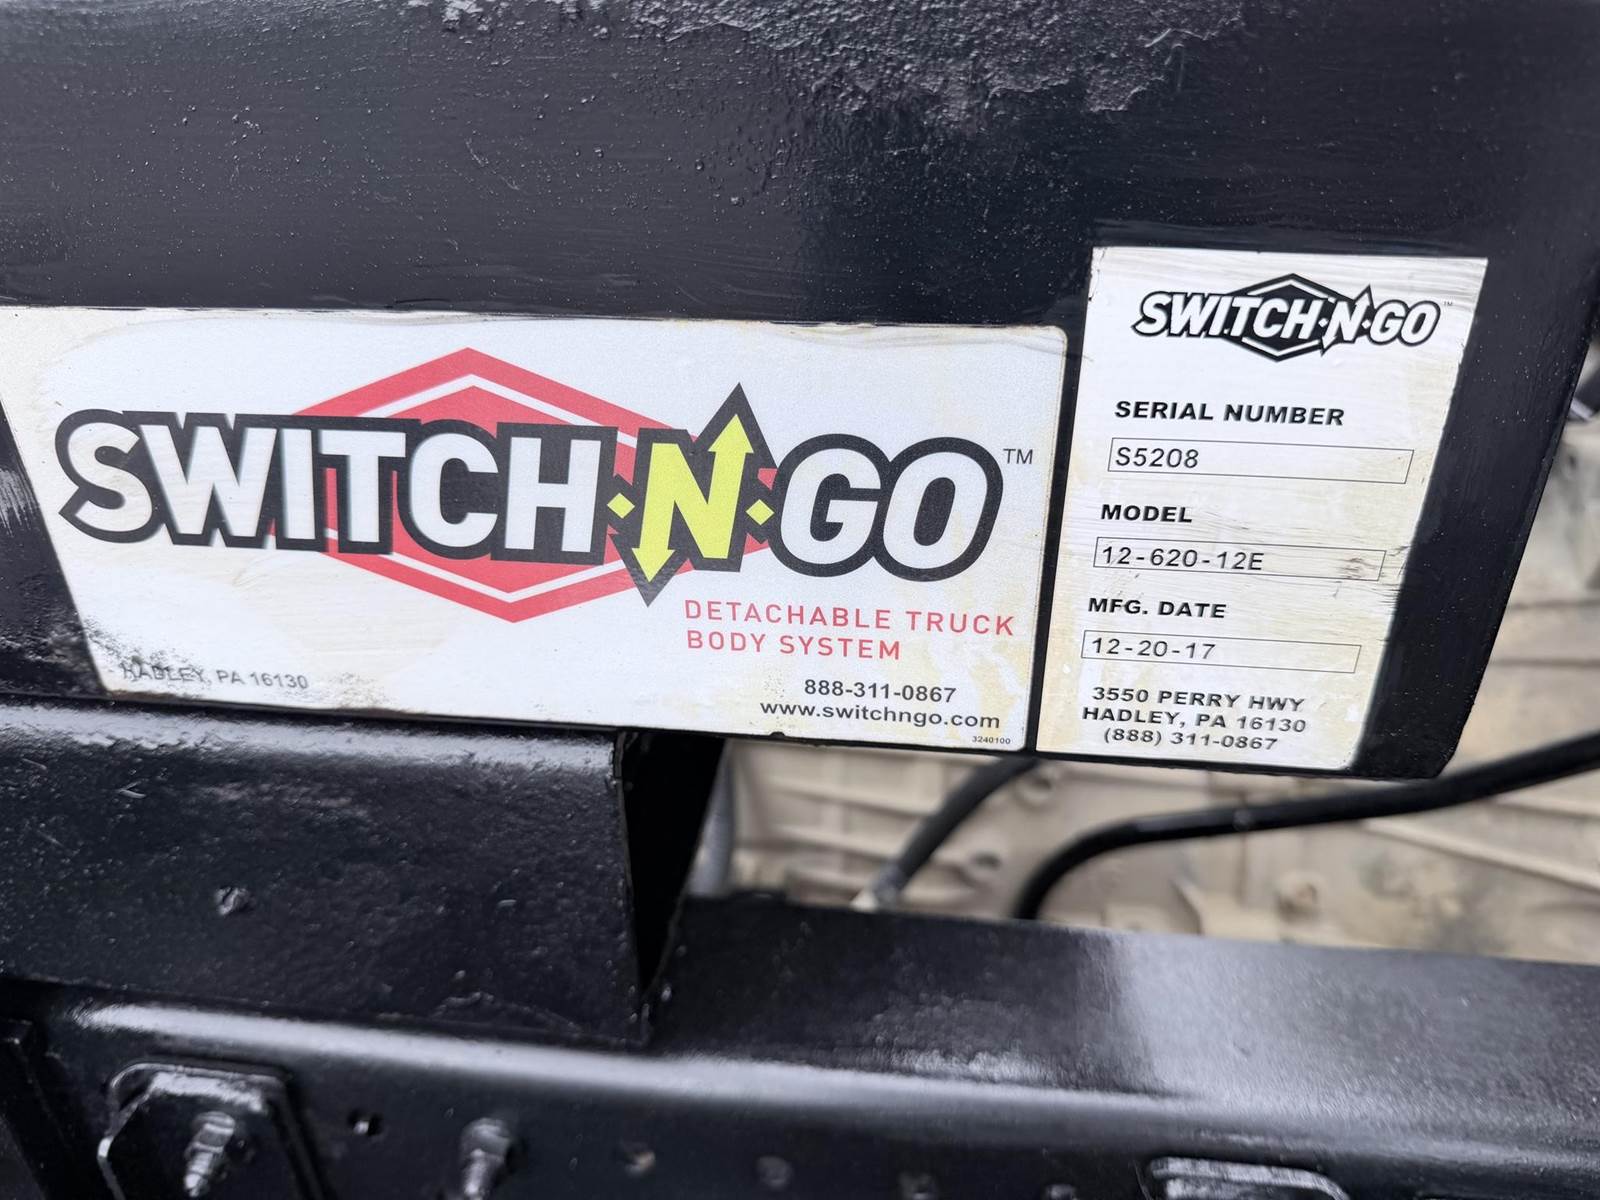 SWITCH·N·GO™
DETACHABLE TRUCK
BODY SYSTEM
HADLEY, PA 16130
888-311-0867
www.switchngo.com
3240100
SWITCH·N·GO™
SERIAL NUMBER
S5208
MODEL
12-620-12E
MFG. DATE
12-20-17
3550 PERRY HWY
HADLEY, PA 16130
(888) 311-0867